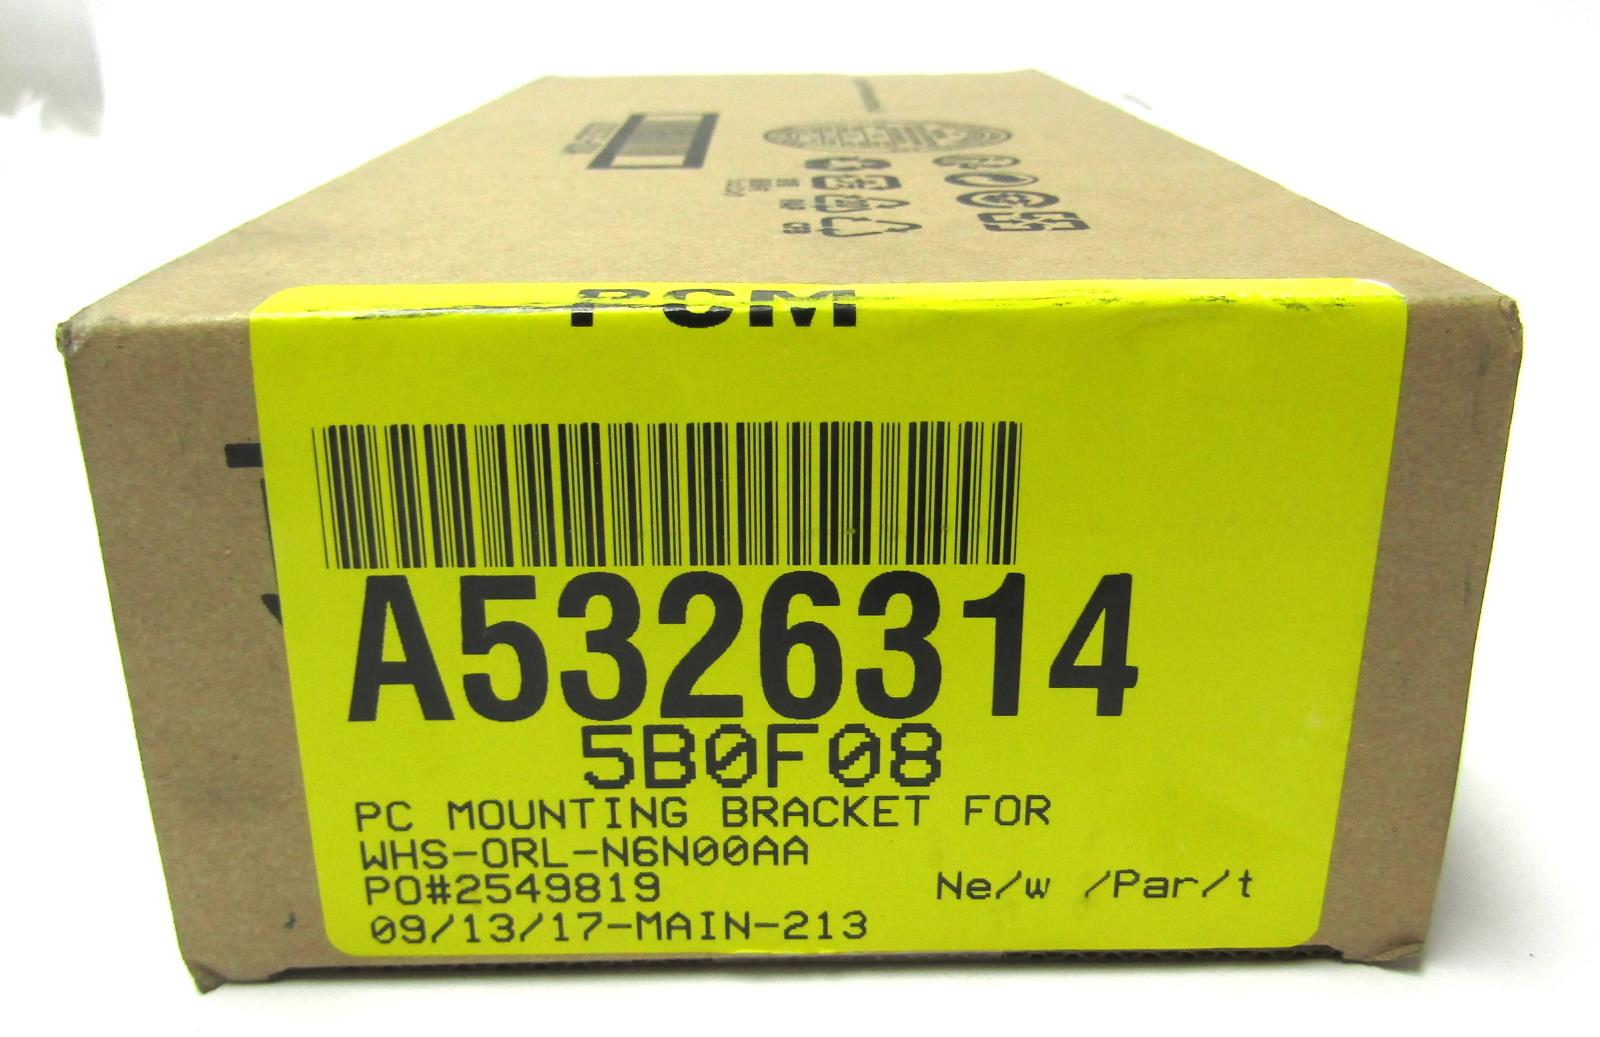 PCM
A5326314
5B0F08
PC MOUNTING BRACKET FOR
WHS-ORL-N6N00AA
PO#2549819 Ne/w /Par/t
09/13/17-MAIN-213